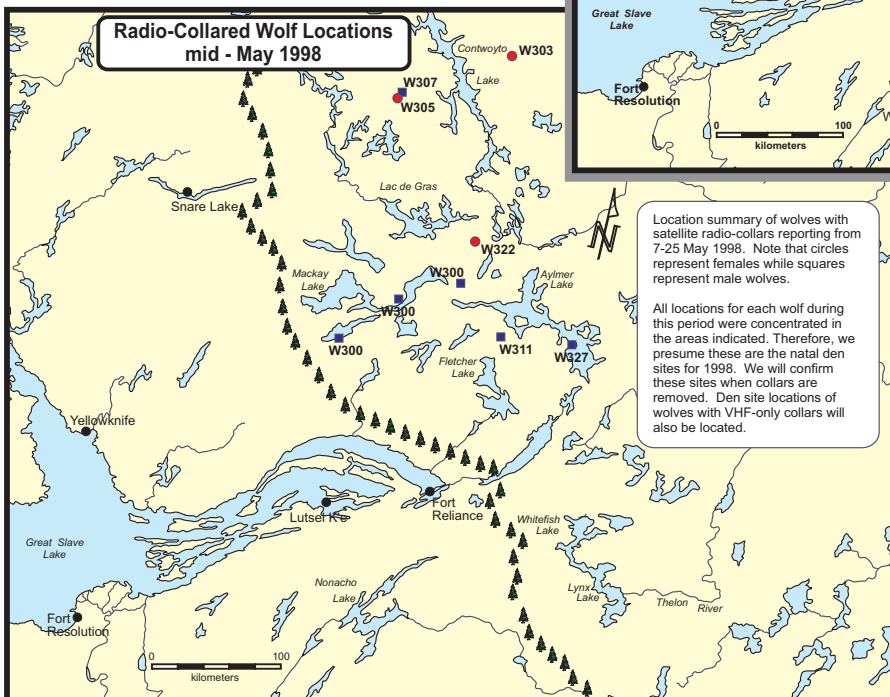 Radio-Collared Wolf Locations
mid - May 1998
Contwoyto
Lake
W303
W307
W305
Great Slave
Lake
Fort
Resolution
0
100
kilometers
W
Snare Lake
Lac de Gras
W322
Mackay
Lake
W300
W300
W300
Aylmer
Lake
W311
W327
Fletcher
Lake
Location summary of wolves with
satellite radio-collars reporting from
7-25 May 1998. Note that circles
represent females while squares
represent male wolves.
All locations for each wolf during
this period were concentrated in
the areas indicated. Therefore, we
presume these are the natal den
sites for 1998. We will confirm
these sites when collars are
removed. Den site locations of
wolves with VHF-only collars will
also be located.
N
Yellowknife
Lutsel K'e
Fort
Reliance
Great Slave
Lake
Whitefish
Lake
Nonacho
Lake
Lynx
Lake
Thelon
River
Fort
Resolution
0
100
kilometers